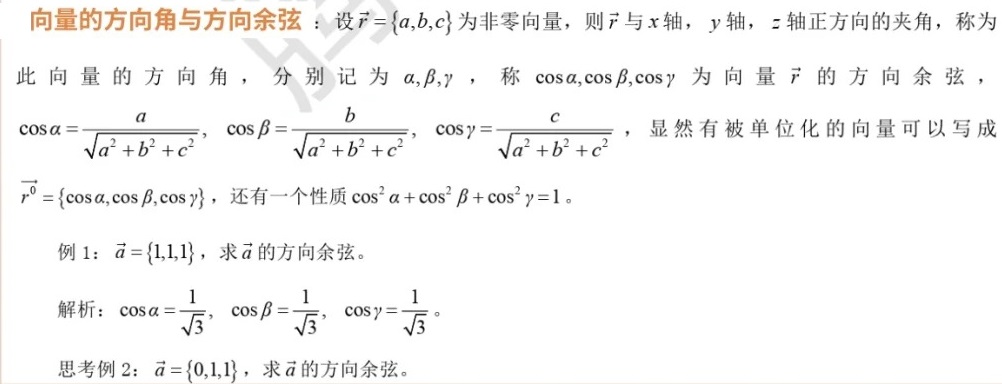 向量的方向角与方向余弦：设 $\vec{r}=\{a,b,c\}$ 为非零向量，则 $\vec{r}$ 与 $x$ 轴， $y$ 轴， $z$ 轴正方向的夹角，称为
此向量的方向角，分别记为 $\alpha,\beta,\gamma$ ，称 $\cos\alpha,\cos\beta,\cos\gamma$ 为向量 $\vec{r}$ 的方向余弦，
$\cos\alpha=\frac{a}{\sqrt{a^2+b^2+c^2}}, \cos\beta=\frac{b}{\sqrt{a^2+b^2+c^2}}, \cos\gamma=\frac{c}{\sqrt{a^2+b^2+c^2}}$ ，显然有被单位化的向量可以写成
$\overrightarrow{r^0}=\{\cos\alpha,\cos\beta,\cos\gamma\}$ ，还有一个性质 $\cos^2\alpha+\cos^2\beta+\cos^2\gamma=1$ 。
例 1： $\vec{a}=\{1,1,1\}$ ，求 $\vec{a}$ 的方向余弦。
解析： $\cos\alpha=\frac{1}{\sqrt{3}}, \cos\beta=\frac{1}{\sqrt{3}}, \cos\gamma=\frac{1}{\sqrt{3}}$ 。
思考例 2： $\vec{a}=\{0,1,1\}$ ，求 $\vec{a}$ 的方向余弦。